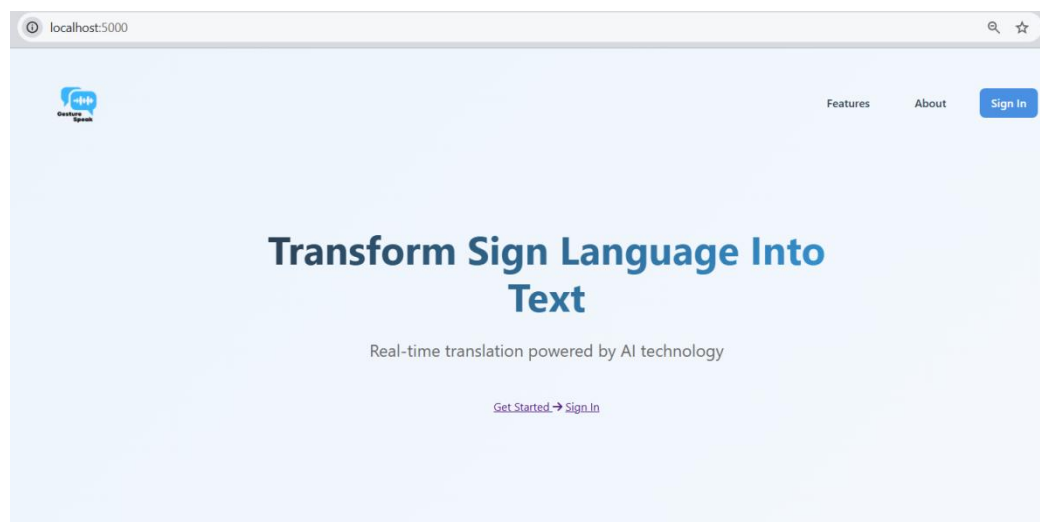 localhost:5000
Gesture
Speak
Features About Sign In
Transform Sign Language Into
Text
Real-time translation powered by AI technology
Get Started → Sign In